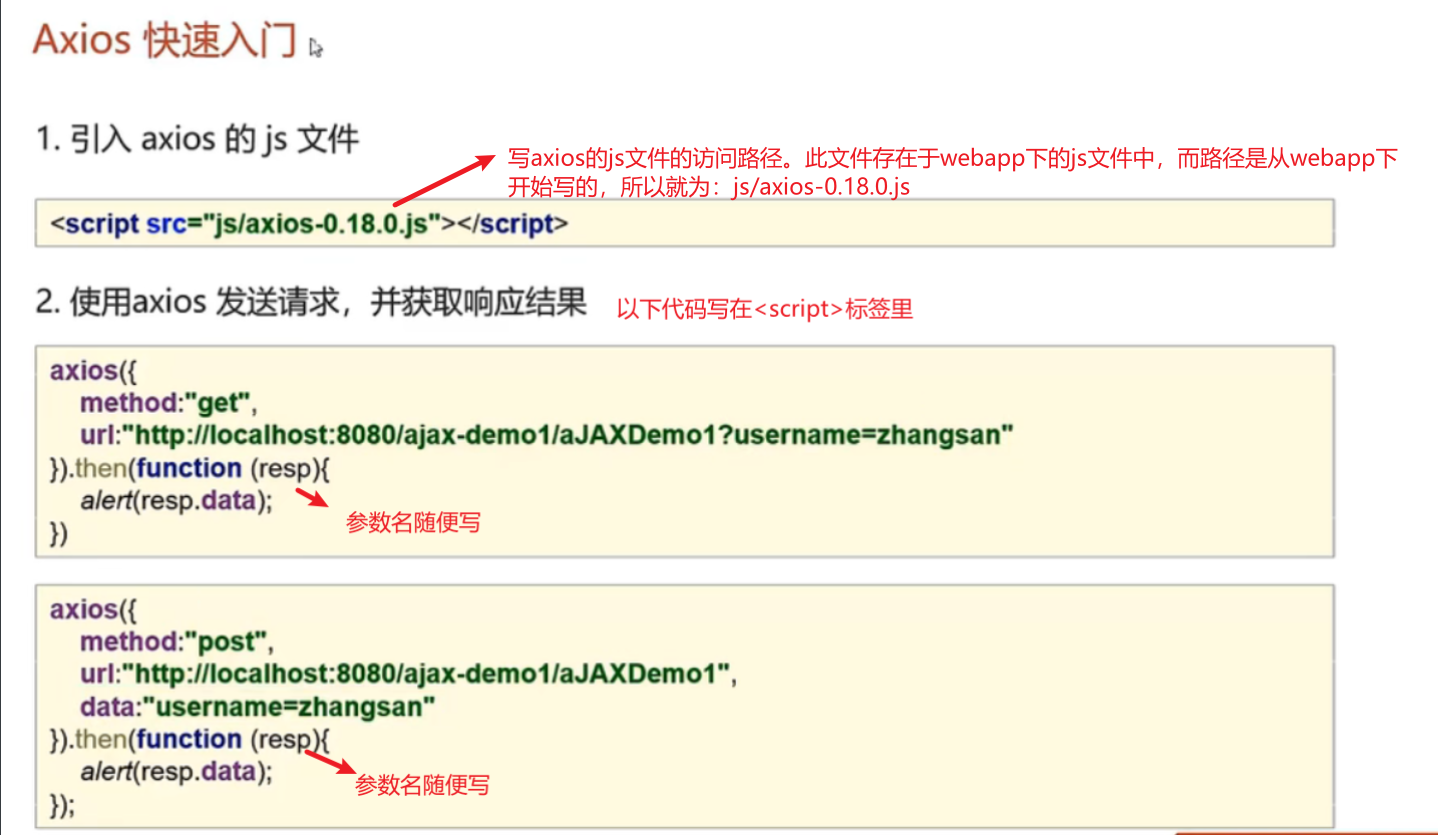 Axios 快速入门
1. 引入 axios 的 js 文件
写axios的js文件的访问路径。此文件存在于webapp下的js文件中，而路径是从webapp下
开始写的，所以就为：js/axios-0.18.0.js
<script src="js/axios-0.18.0.js"></script>
2. 使用axios 发送请求，并获取响应结果
以下代码写在<script>标签里
axios({
method:"get",
url:"http://localhost:8080/ajax-demo1/aJAXDemo1?username=zhangsan"
}).then(function (resp){
alert(resp.data);
参数名随便写
})
axios({
method:"post",
url:"http://localhost:8080/ajax-demo1/aJAXDemo1",
data:"username=zhangsan"
}).then(function (resp){
alert(resp.data);
参数名随便写
});